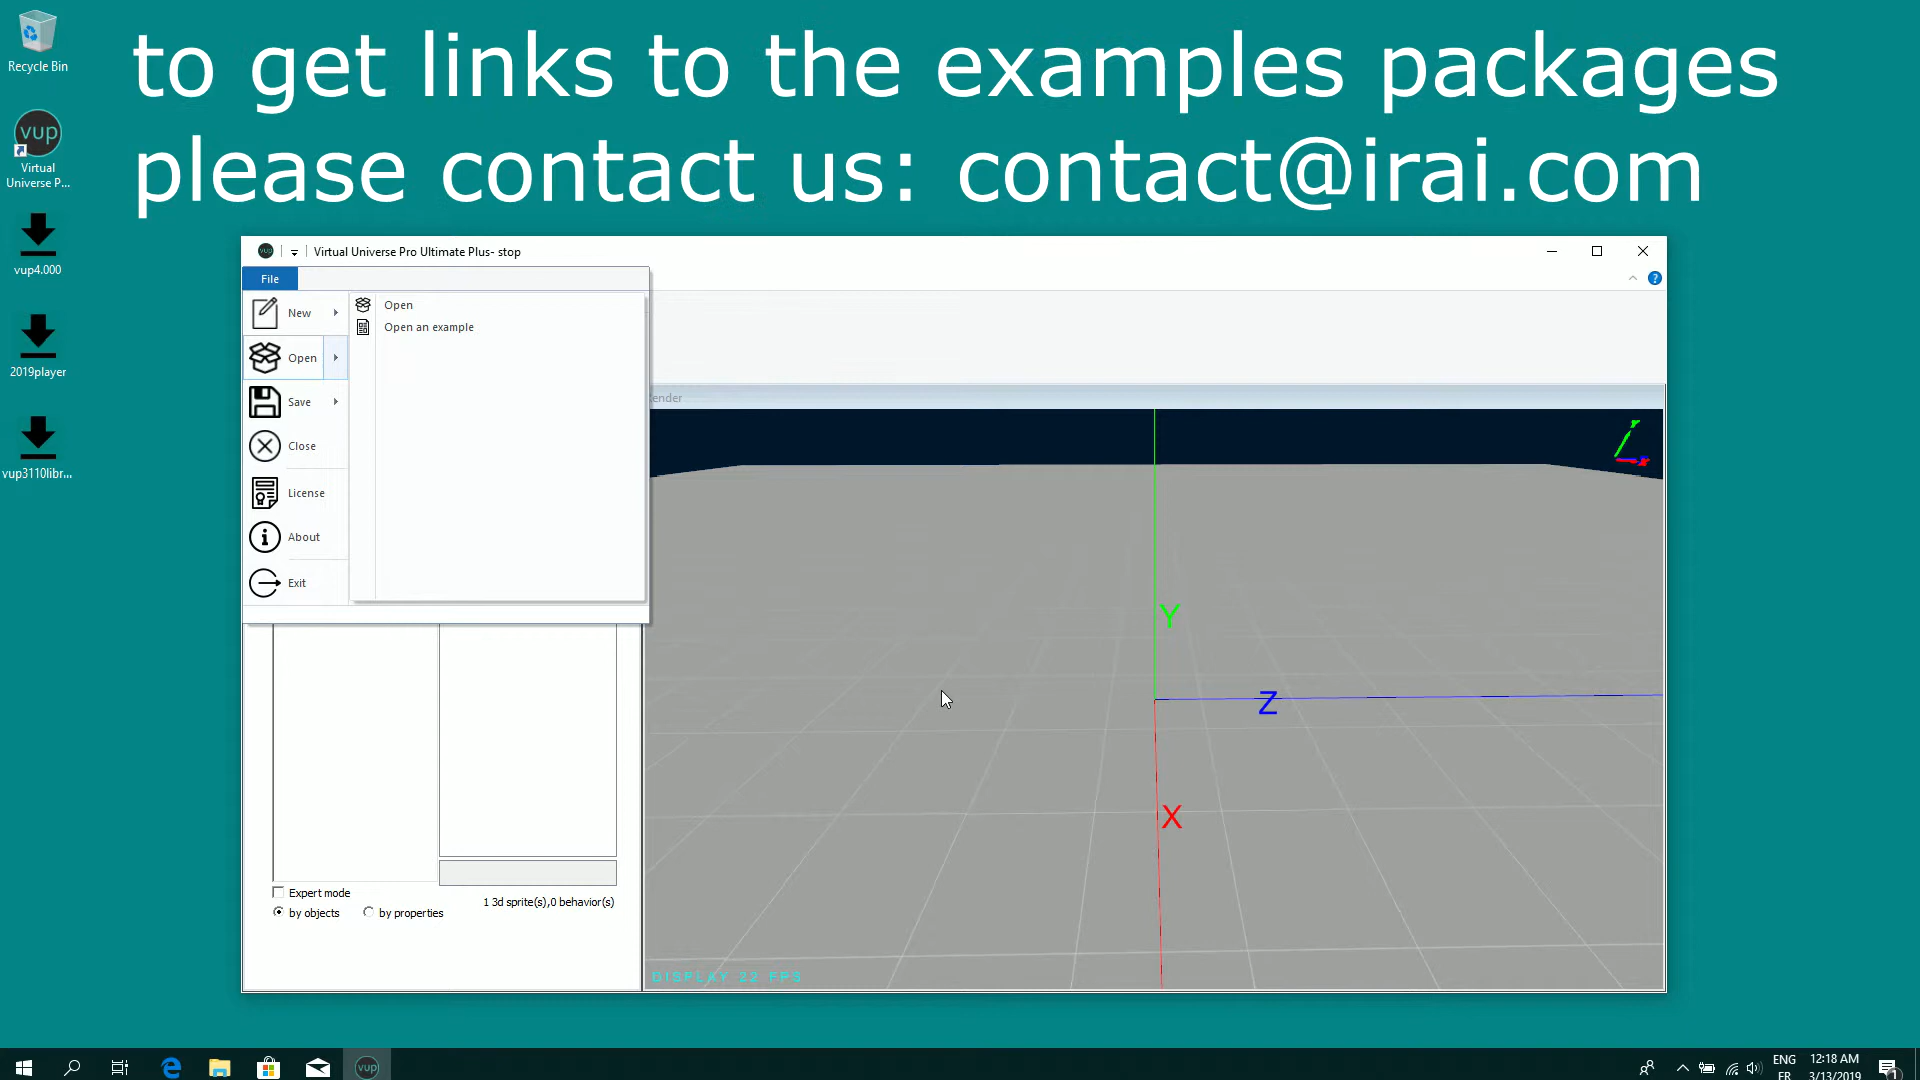 to get links to the examples packages
please contact us: contact@irai.com
Recycle Bin
vup
Virtual
Universe P...
vup4.000
2019player
vup3110libr...
Virtual Universe Pro Ultimate Plus- stop
File
New
Open
Save
Close
License
About
Exit
Open
Open an example
ender
Y
Z
X
Expert mode
by objects
by properties
1 3d sprite(s),0 behavior(s)
DISPLAY 22 FPS
vup
ENG
FR
12:18 AM
3/13/2019
1